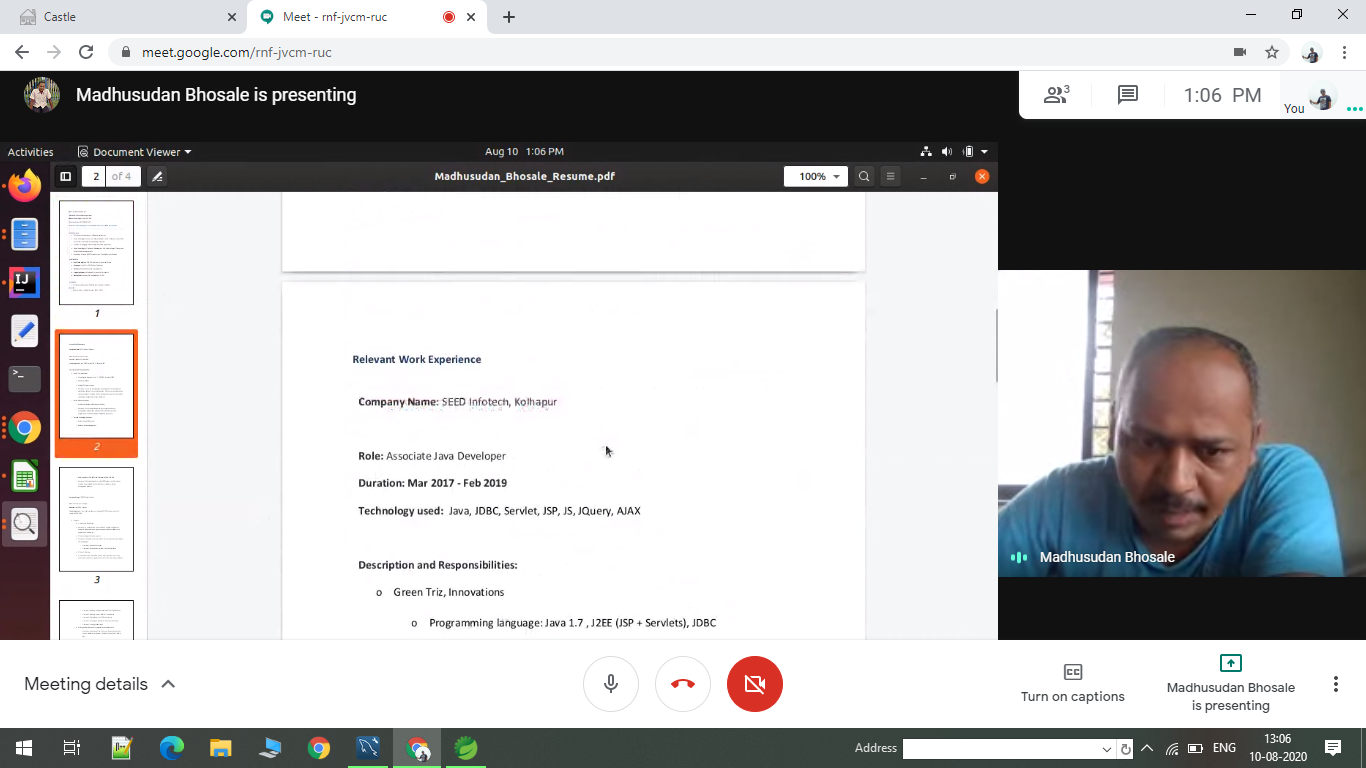 Castle
Meet - rnf-jvcm-ruc
meet.google.com/rnf-jvcm-ruc
Madhusudan Bhosale is presenting
3
1:06 PM
You
Activities
Document Viewer
Aug 10 1:06 PM
2 of 4
Madhusudan_Bhosale_Resume.pdf
100%
1
2
3
Relevant Work Experience
Company Name: SEED Infotech, Kolhapur
Role: Associate Java Developer
Duration: Mar 2017 - Feb 2019
Technology used: Java, JDBC, Servlet, JSP, JS, JQuery, AJAX
Description and Responsibilities:
o Green Triz, Innovations
o Programming language: Java 1.7 , J2EE (JSP + Servlets), JDBC
Madhusudan Bhosale
Meeting details
CC
Turn on captions
Madhusudan Bhosale
is presenting
Address
ENG
13:06
10-08-2020